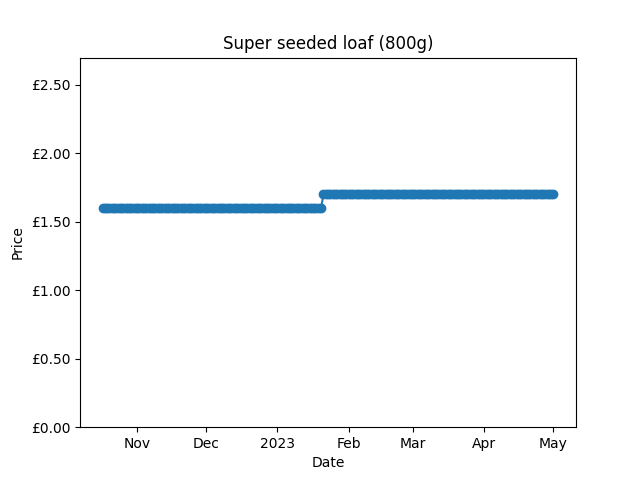 Super seeded loaf (800g)
£2.50
£2.00
£1.50
£1.00
£0.50
£0.00
Price
Nov Dec 2023 Feb Mar Apr May
Date